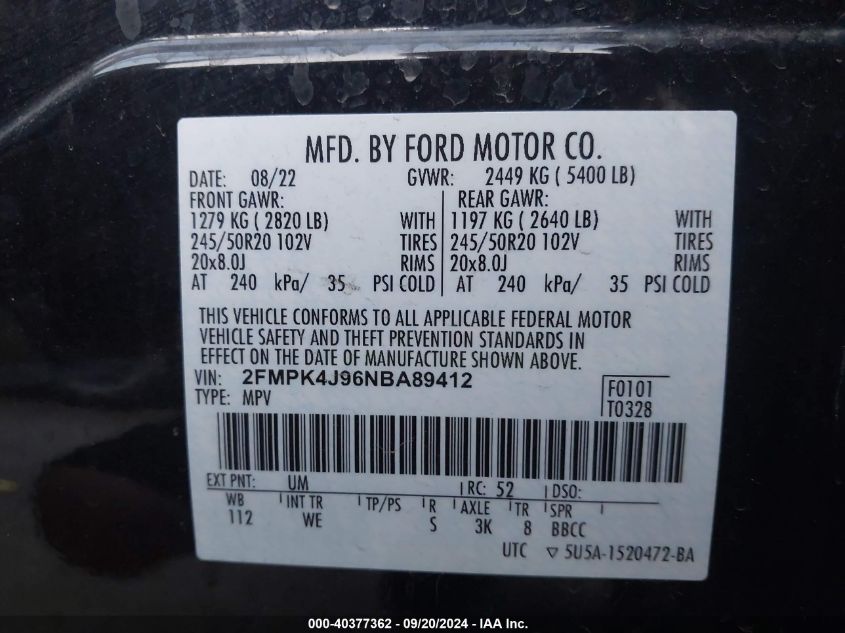 MFD. BY FORD MOTOR CO.
DATE: 08/22 GVWR: 2449 KG ( 5400 LB)
FRONT GAWR: REAR GAWR:
1279 KG ( 2820 LB) WITH 1197 KG ( 2640 LB) WITH
245/50R20 102V TIRES 245/50R20 102V TIRES
20x8.0J RIMS 20x8.0J RIMS
AT 240 kPa/ 35 PSI COLD AT 240 kPa/ 35 PSI COLD
THIS VEHICLE CONFORMS TO ALL APPLICABLE FEDERAL MOTOR
VEHICLE SAFETY AND THEFT PREVENTION STANDARDS IN
EFFECT ON THE DATE OF MANUFACTURE SHOWN ABOVE.
VIN: 2FMPK4J96NBA89412 F0101
TYPE: MPV T0328
EXT PNT: UM RC: 52 DSO:
WB INT TR TP/PS R AXLE TR SPR
112 WE S 3K 8 BBCC
UTC ▽ 5U5A-1520472-BA
000-40377362 - 09/20/2024 - IAA Inc.